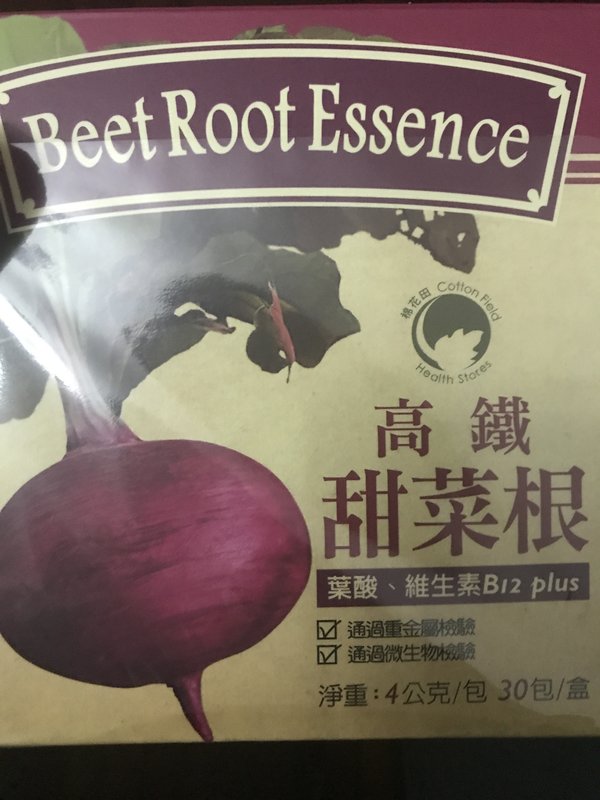 Beet Root Essence
棉花田 Cotton Field
Health Stores
高鐵
甜菜根
葉酸、維生素B12 plus
☑ 通過重金屬檢驗
☑ 通過微生物檢驗
淨重：4公克/包 30包/盒